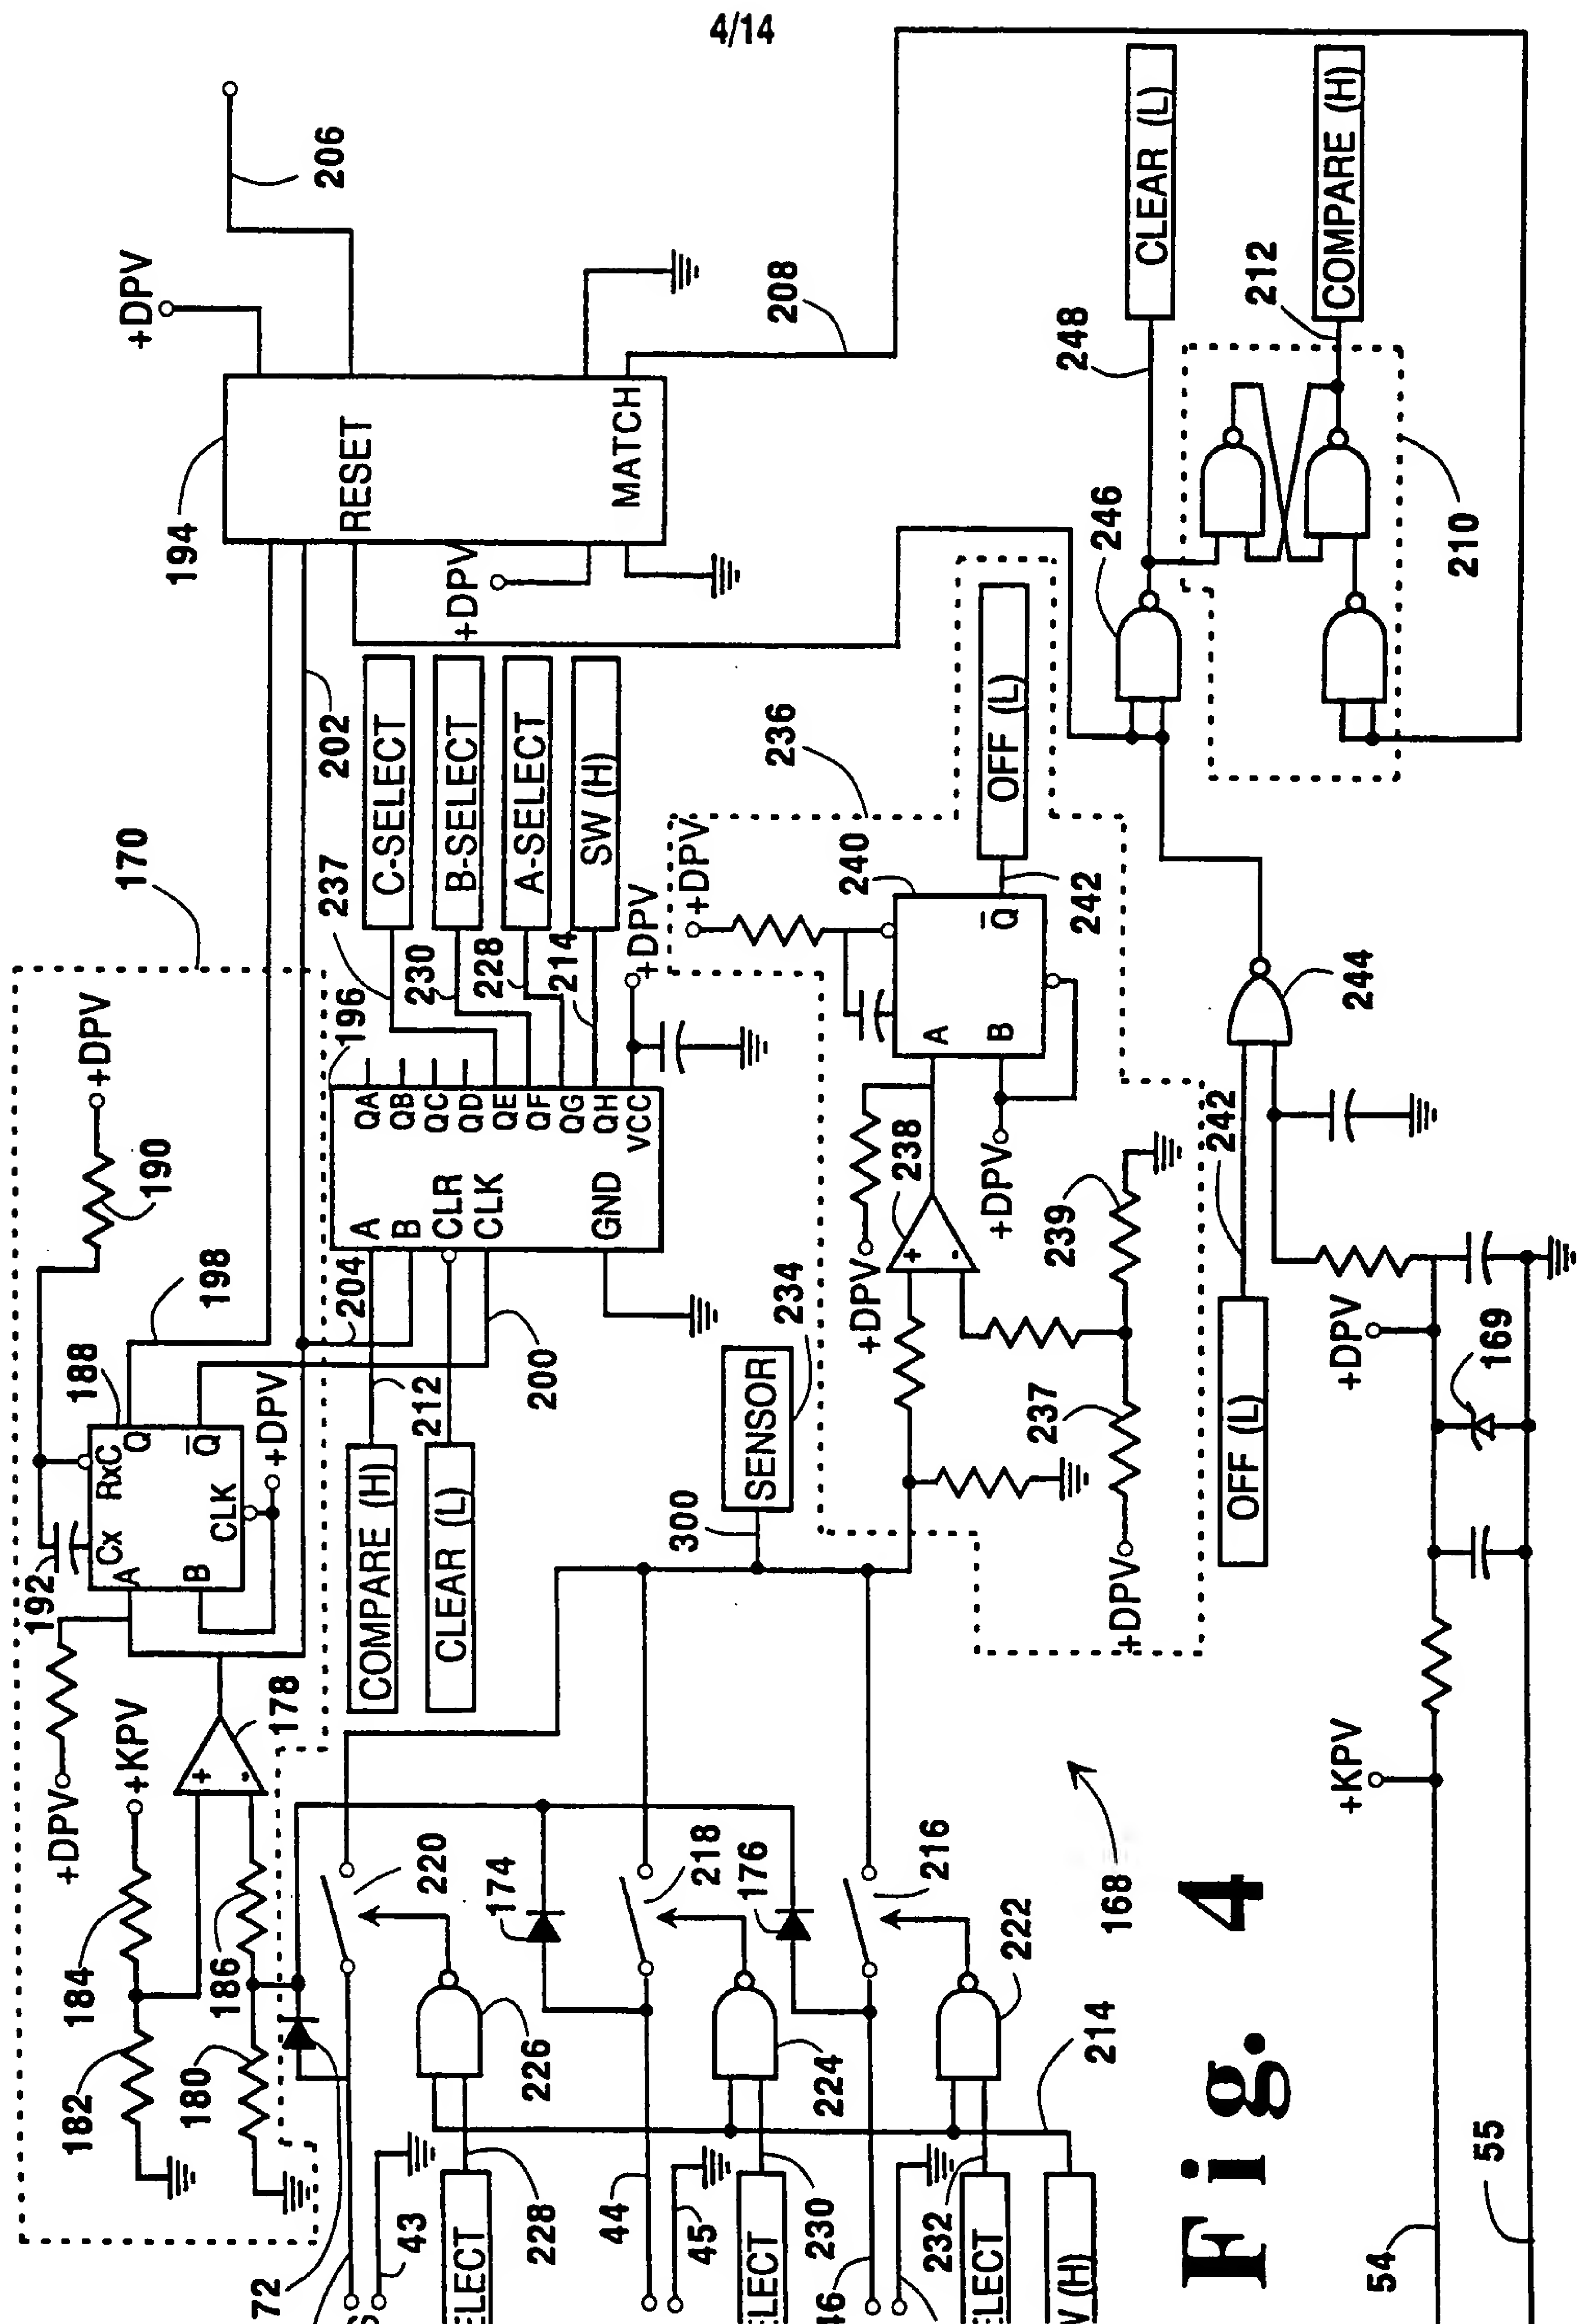 4/14
206
+DPV
194
RESET
MATCH
208
+DPV
CLEAR (L)
248
COMPARE (H)
212
246
210
170
202
237
C-SELECT
230
B-SELECT
228
A-SELECT
214
SW (H)
+DPV
190
+DPV
198
188
RxC
Cx
Q
Q̅
A
B
CLK
192
+DPV
+DPV
196
QA
QB
QC
QD
QE
QF
QG
QH
VCC
A
B
CLR
CLK
GND
204
212
200
COMPARE (H)
CLEAR (L)
236
+DPV
240
OFF (L)
242
A
B
Q̅
238
+
-
+DPV
+DPV
239
237
+DPV
234
SENSOR
300
244
242
OFF (L)
+DPV
169
+KPV
178
+
-
+KPV
184
186
182
180
72
220
174
218
176
216
226
224
222
168
214
43
228
ELECT
44
45
230
ELECT
46
232
ELECT
W (H)
54
55
Fig. 4